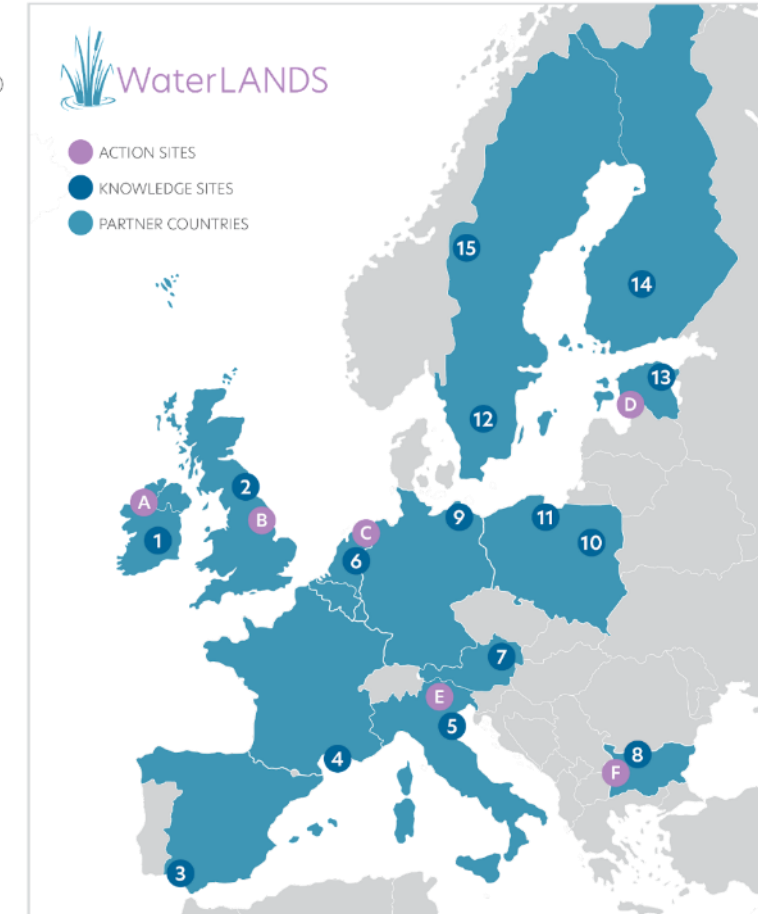 WaterLANDS
ACTION SITES
KNOWLEDGE SITES
PARTNER COUNTRIES
15
14
13
D
12
2
A
B
9
11
C
1
10
6
7
E
5
4
8
F
3